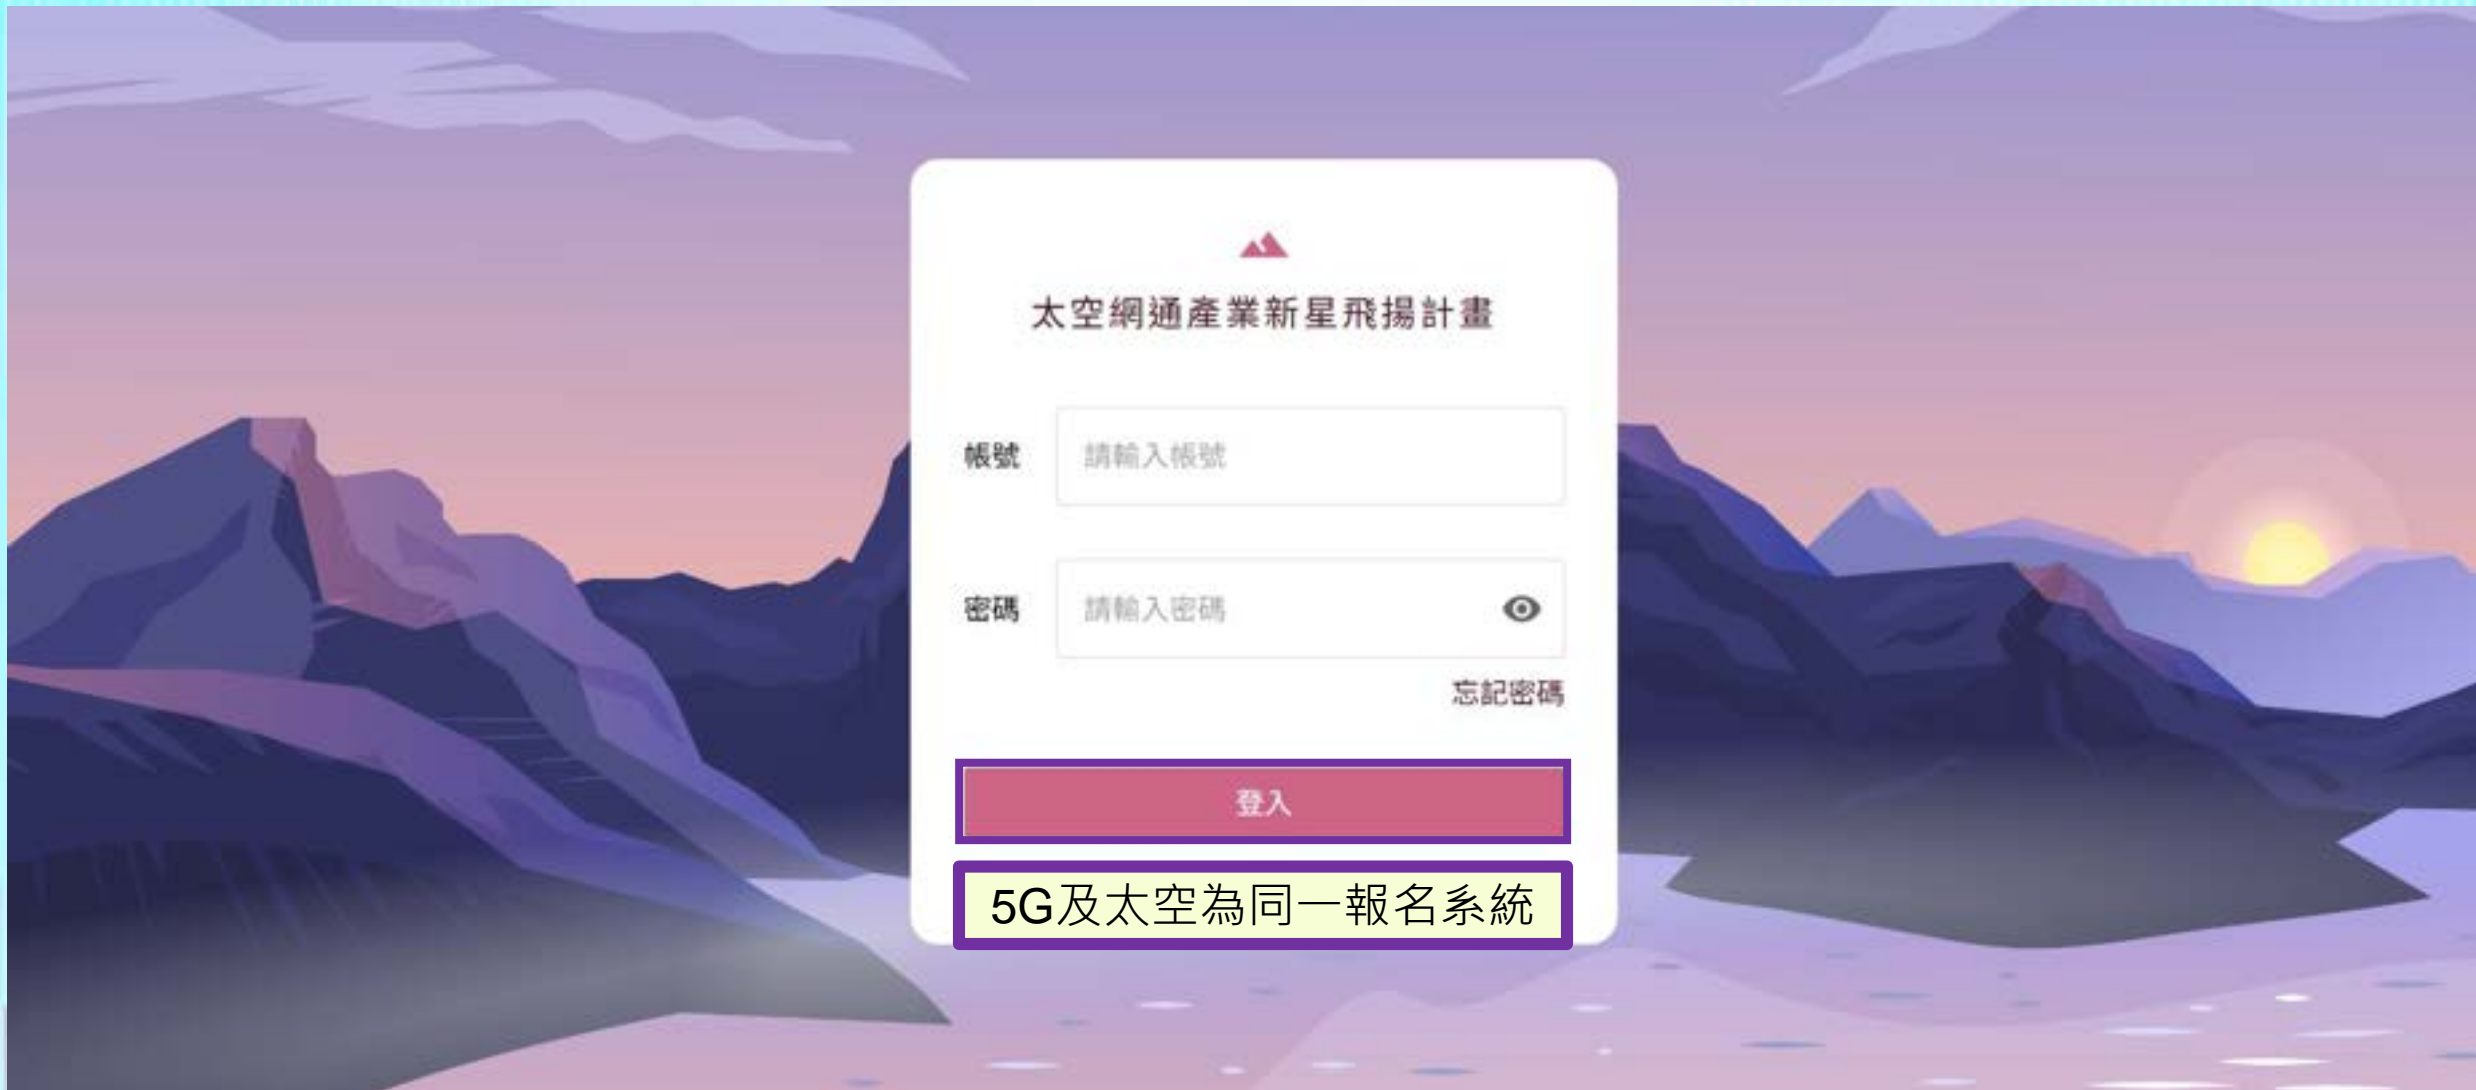 太空網通產業新星飛揚計畫
帳號 請輸入帳號
密碼 請輸入密碼
忘記密碼
登入
5G及太空為同一報名系統